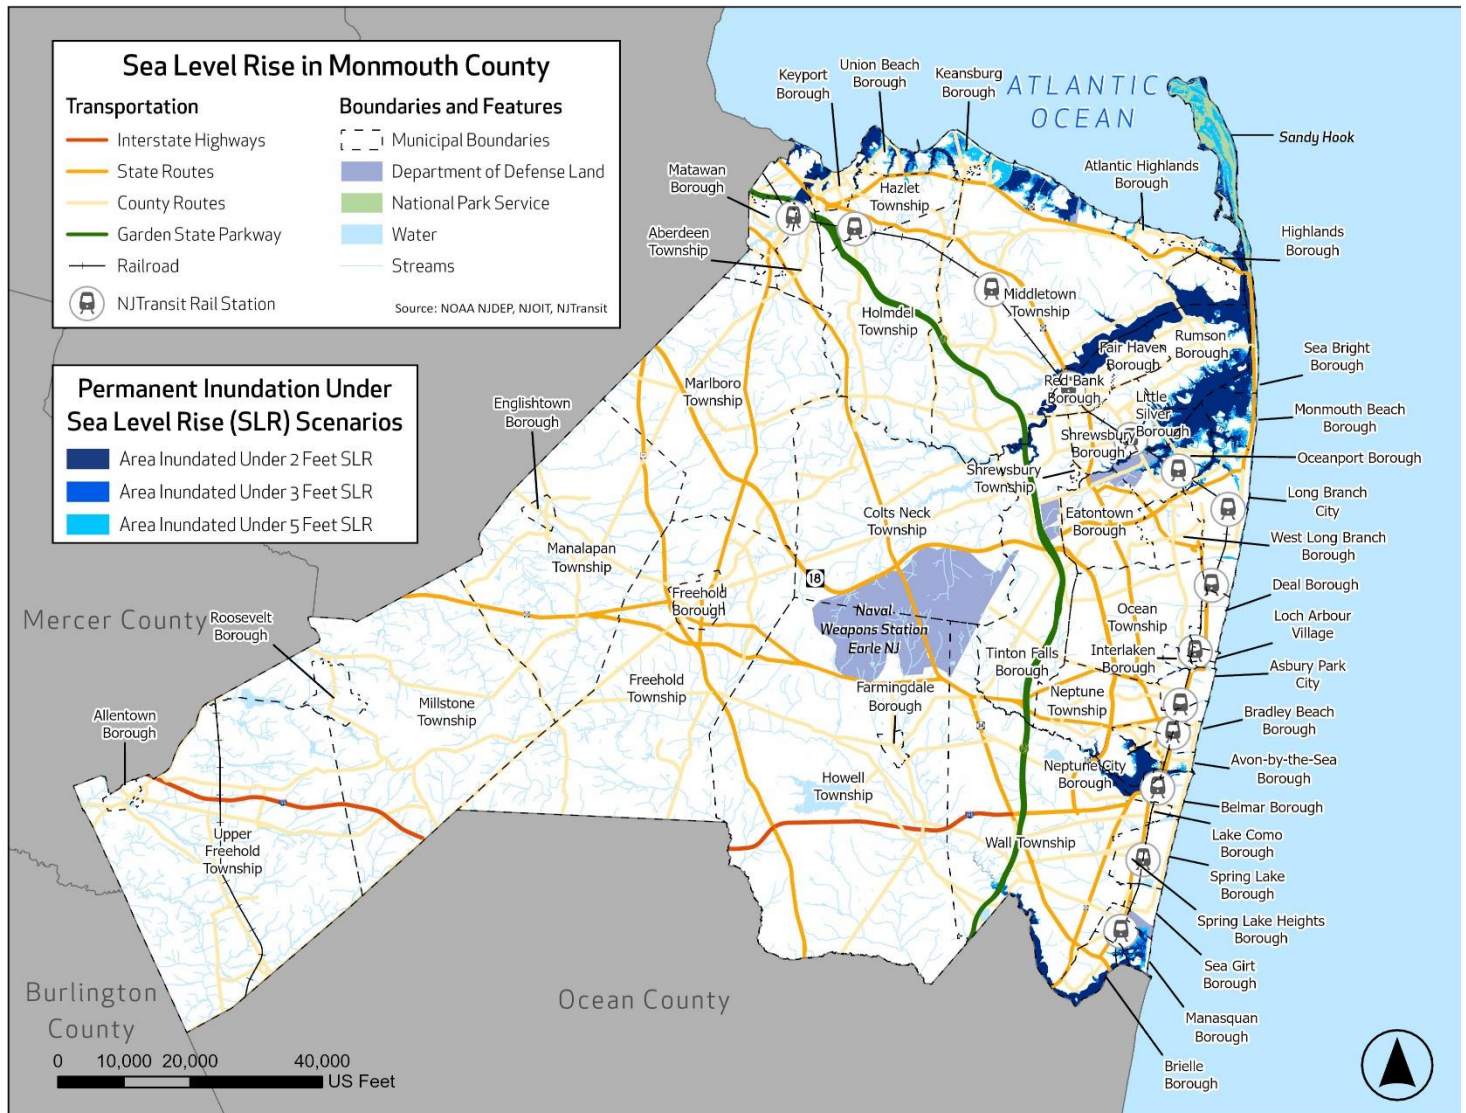 Sea Level Rise in Monmouth County
Transportation
Interstate Highways
State Routes
County Routes
Garden State Parkway
Railroad
NJTransit Rail Station
Boundaries and Features
Municipal Boundaries
Department of Defense Land
National Park Service
Water
Streams
Source: NOAA NJDEP, NJOIT, NJTransit
Permanent Inundation Under
Sea Level Rise (SLR) Scenarios
Area Inundated Under 2 Feet SLR
Area Inundated Under 3 Feet SLR
Area Inundated Under 5 Feet SLR
Keyport
Borough
Union Beach
Borough
Keansburg
Borough
ATLANTIC
OCEAN
Sandy Hook
Matawan
Borough
Hazlet
Township
Atlantic Highlands
Borough
Aberdeen
Township
Highlands
Borough
Middletown
Township
Holmdel
Township
Fair Haven
Borough
Rumson
Borough
Sea Bright
Borough
Marlboro
Township
Red Bank
Borough
Little
Silver
Borough
Monmouth Beach
Borough
Englishtown
Borough
Shrewsbury
Borough
Oceanport Borough
Shrewsbury
Township
Long Branch
City
Colts Neck
Township
Eatontown
Borough
West Long Branch
Borough
Manalapan
Township
18
Deal Borough
Freehold
Borough
Mercer County
Roosevelt
Borough
Naval
Weapons Station
Earle NJ
Ocean
Township
Loch Arbour
Village
Tinton Falls
Borough
Interlaken
Borough
Asbury Park
City
Freehold
Township
Farmingdale
Borough
Neptune
Township
Millstone
Township
Allentown
Borough
Bradley Beach
Borough
Neptune City
Borough
Avon-by-the-Sea
Borough
Howell
Township
Belmar Borough
Upper
Freehold
Township
Wall Township
Lake Como
Borough
Spring Lake
Borough
Spring Lake Heights
Borough
Sea Girt
Borough
Burlington
County
Ocean County
Manasquan
Borough
Brielle
Borough
0 10,000 20,000 40,000
US Feet